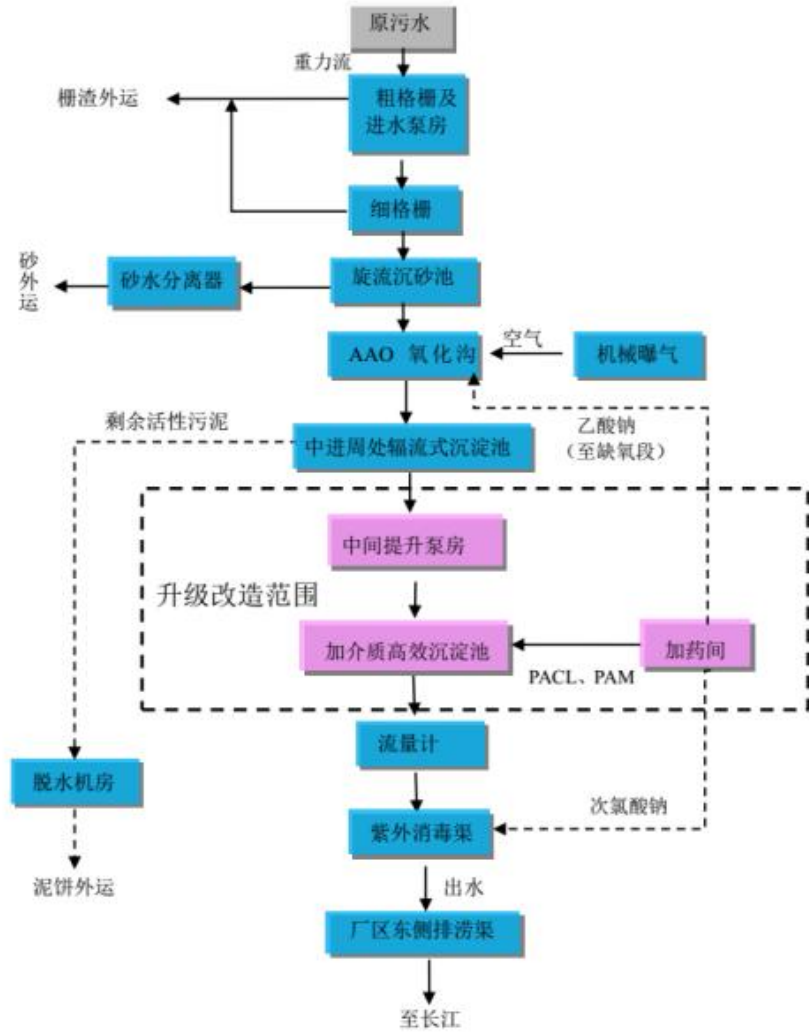 原污水
重力流
栅渣外运
粗格栅及
进水泵房
细格栅
砂外运
砂水分离器
旋流沉砂池
AAO 氧化沟
空气
机械曝气
剩余活性污泥
乙酸钠
（至缺氧段）
中进周处辐流式沉淀池
中间提升泵房
升级改造范围
加介质高效沉淀池
加药间
PACL、PAM
流量计
脱水机房
次氯酸钠
紫外消毒渠
泥饼外运
出水
厂区东侧排涝渠
至长江